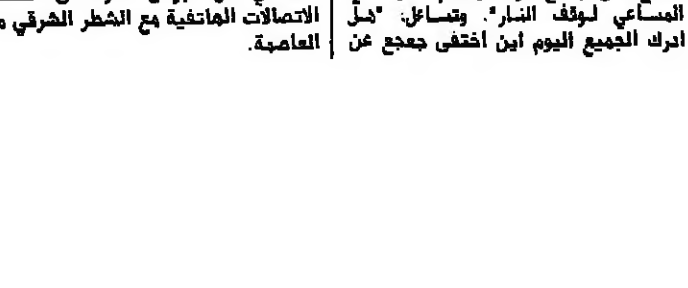 المساعي لوقف النار". وتساءل: "هل
ادرك الجميع اليوم اين اختفى جعجع عن
الاتصالات الهاتفية مع الشطر الشرقي
العاصمة.